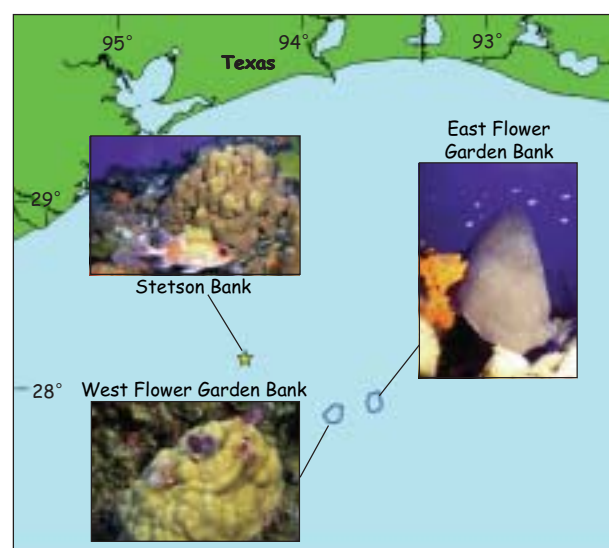 95°
94°
93°
Texas
East Flower
Garden Bank
29°
Stetson Bank
28°
West Flower Garden Bank